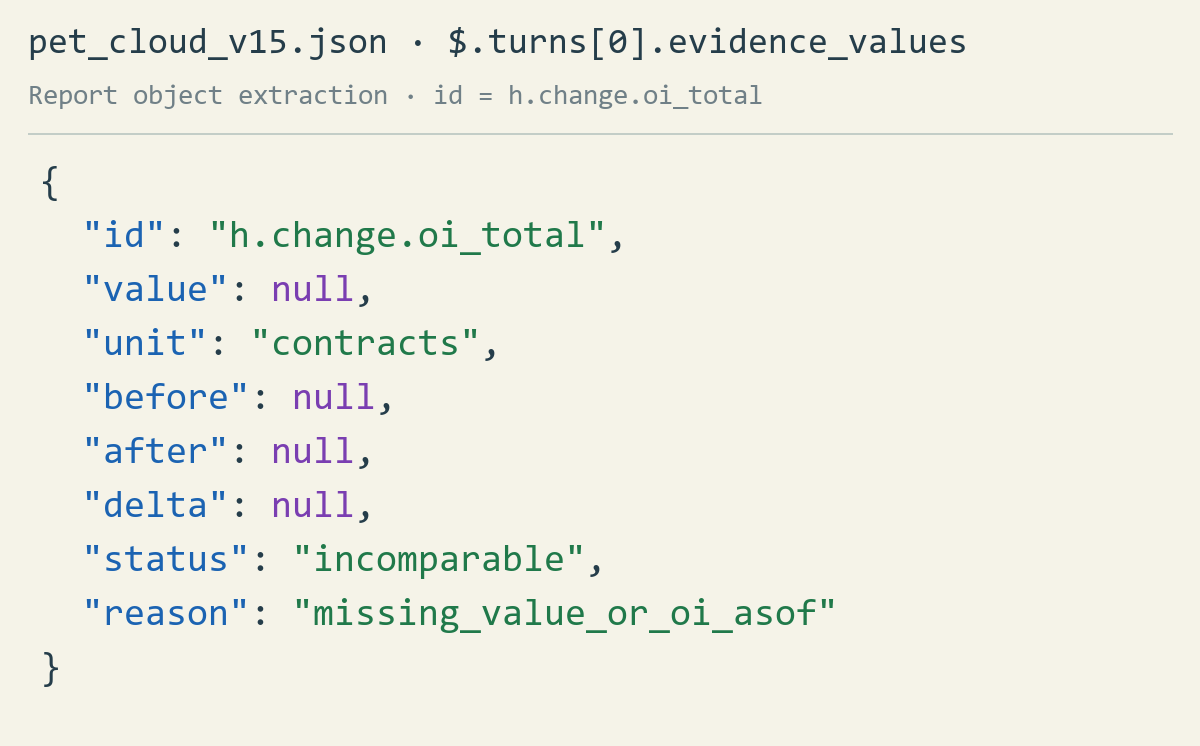 pet_cloud_v15.json · $.turns[0].evidence_values
Report object extraction · id = h.change.oi_total
{
  "id": "h.change.oi_total",
  "value": null,
  "unit": "contracts",
  "before": null,
  "after": null,
  "delta": null,
  "status": "incomparable",
  "reason": "missing_value_or_oi_asof"
}